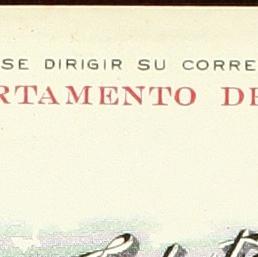 SE DIRIGIR SU CORRE
RTAMENTO DE